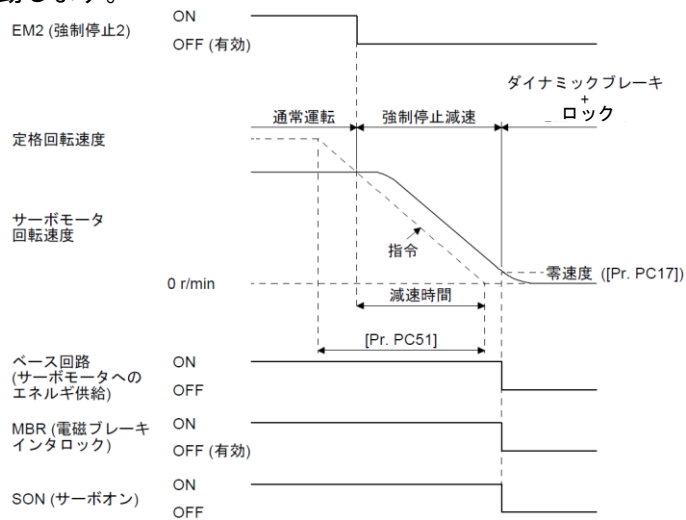 動します。
EM2 (強制停止2)
ON
OFF (有効)
ダイナミックブレーキ
+
ロック
通常運転
強制停止減速
定格回転速度
サーボモータ
回転速度
指令
0 r/min
零速度 ([Pr. PC17])
減速時間
[Pr. PC51]
ベース回路
(サーボモータへの
エネルギ供給)
ON
OFF
MBR (電磁ブレーキ
インタロック)
ON
OFF (有効)
SON (サーボオン)
ON
OFF